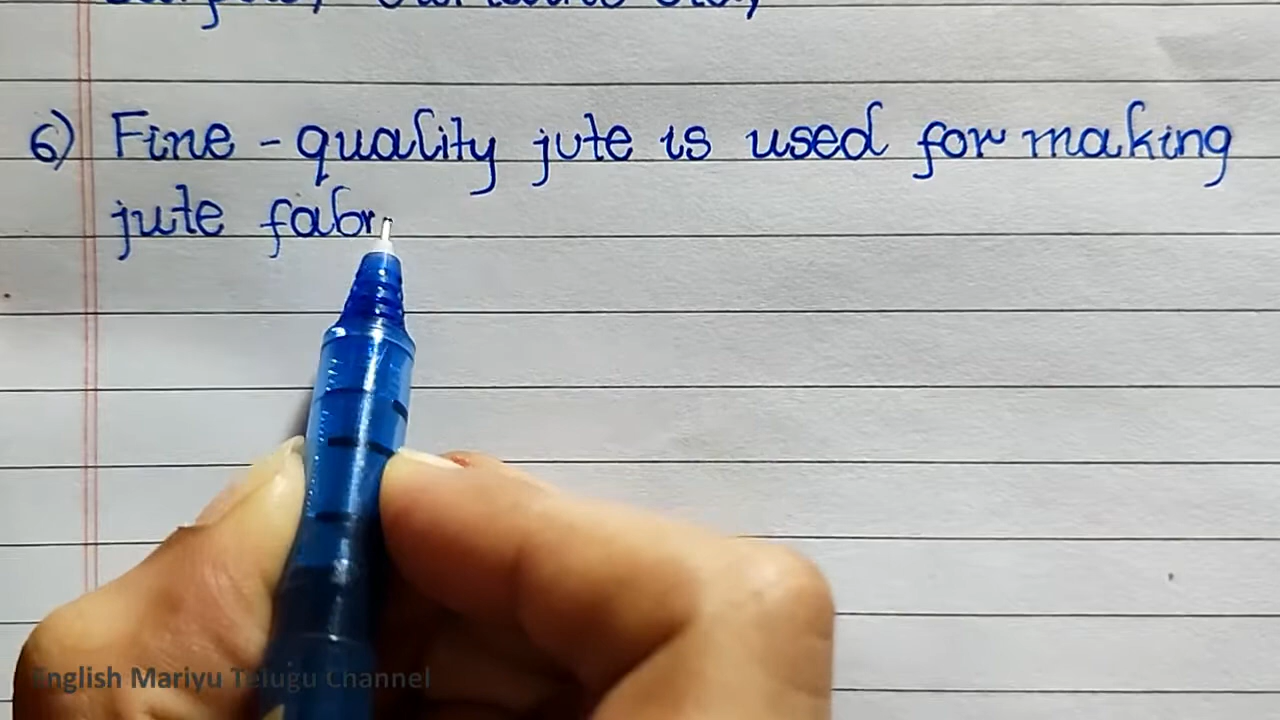 6) Fine - quality jute is used for making
jute fabr
English Mariyu Telugu Channel